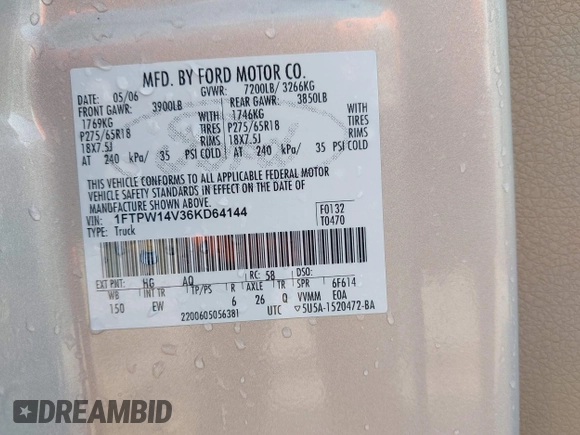 MFD. BY FORD MOTOR CO.
DATE: 05/06 GVWR: 7200LB/ 3266KG
FRONT GAWR: 3900LB REAR GAWR: 3850LB
1769KG WITH 1746KG WITH
P275/65R18 TIRES P275/65R18 TIRES
18X7.5J RIMS 18X7.5J RIMS
AT 240 kPa/ 35 PSI COLD AT 240 kPa/ 35 PSI COLD
THIS VEHICLE CONFORMS TO ALL APPLICABLE FEDERAL MOTOR
VEHICLE SAFETY STANDARDS IN EFFECT ON THE DATE OF
MANUFACTURE SHOWN ABOVE.
VIN: 1FTPW14V36KD64144 F0132
TYPE: Truck T0470
EXT PNT: HG AQ RC: 58 DSO:
WB INT TR TP/PS R AXLE TR SPR 6F614
150 EW 6 26 Q VVMM EOA
2200605056381 UTC ▽5U5A-1520472-BA
Ford
DREAMBID